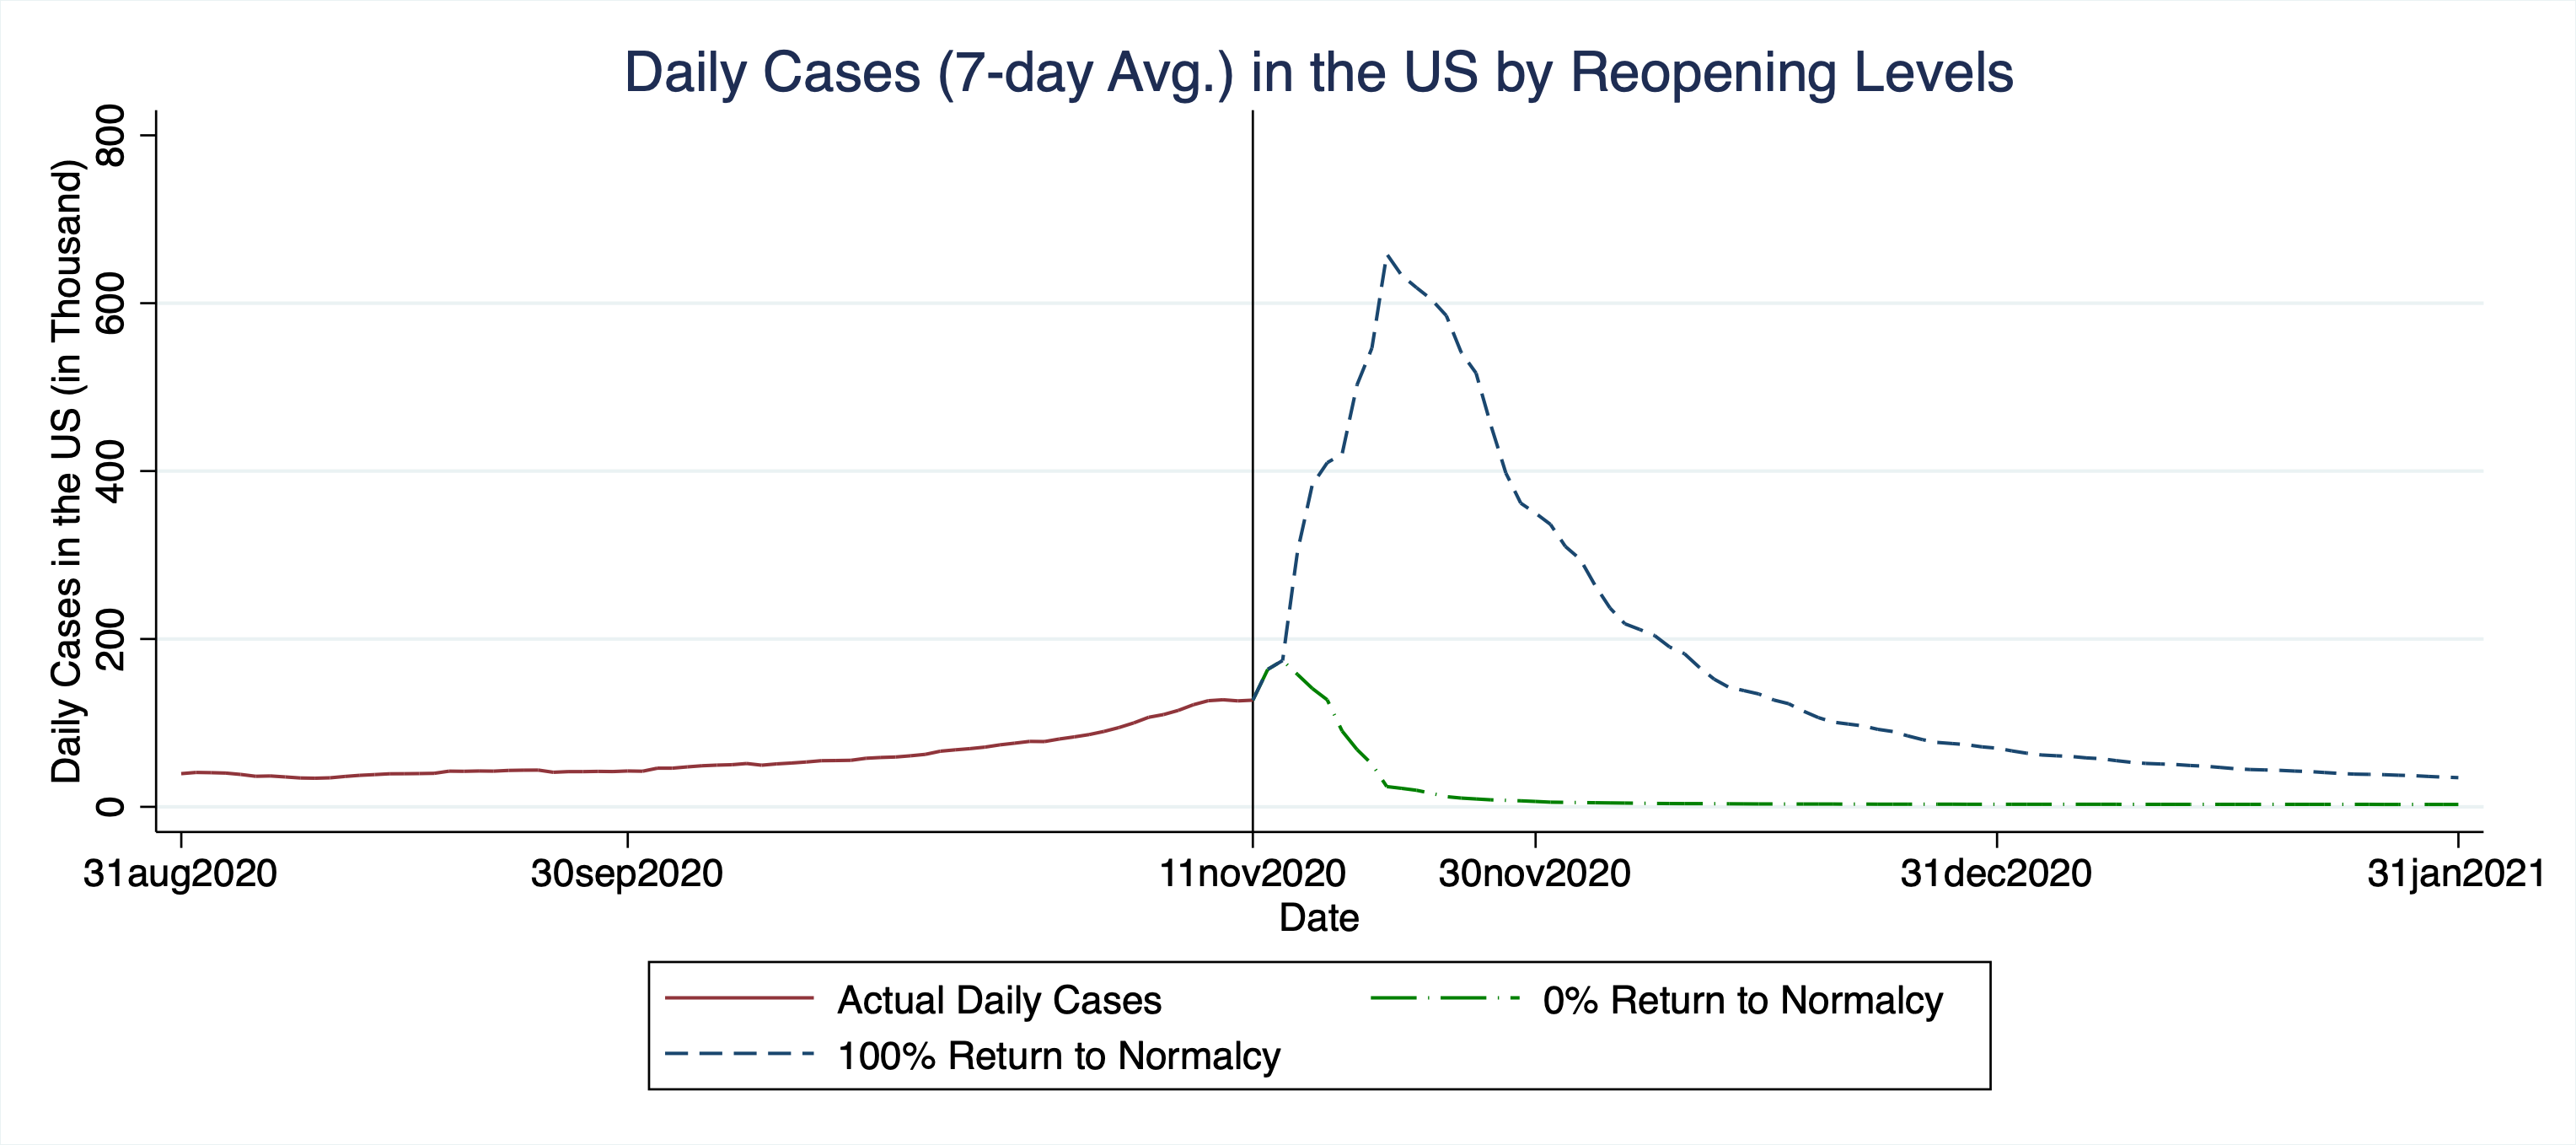 Daily Cases (7-day Avg.) in the US by Reopening Levels
Daily Cases in the US (in Thousand)
800
600
400
200
0
31aug2020 30sep2020 11nov2020 30nov2020 31dec2020 31jan2021
Date
Actual Daily Cases 0% Return to Normalcy
100% Return to Normalcy